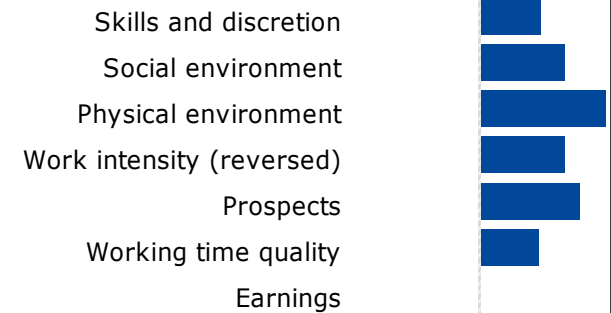 Skills and discretion
Social environment
Physical environment
Work intensity (reversed)
Prospects
Working time quality
Earnings